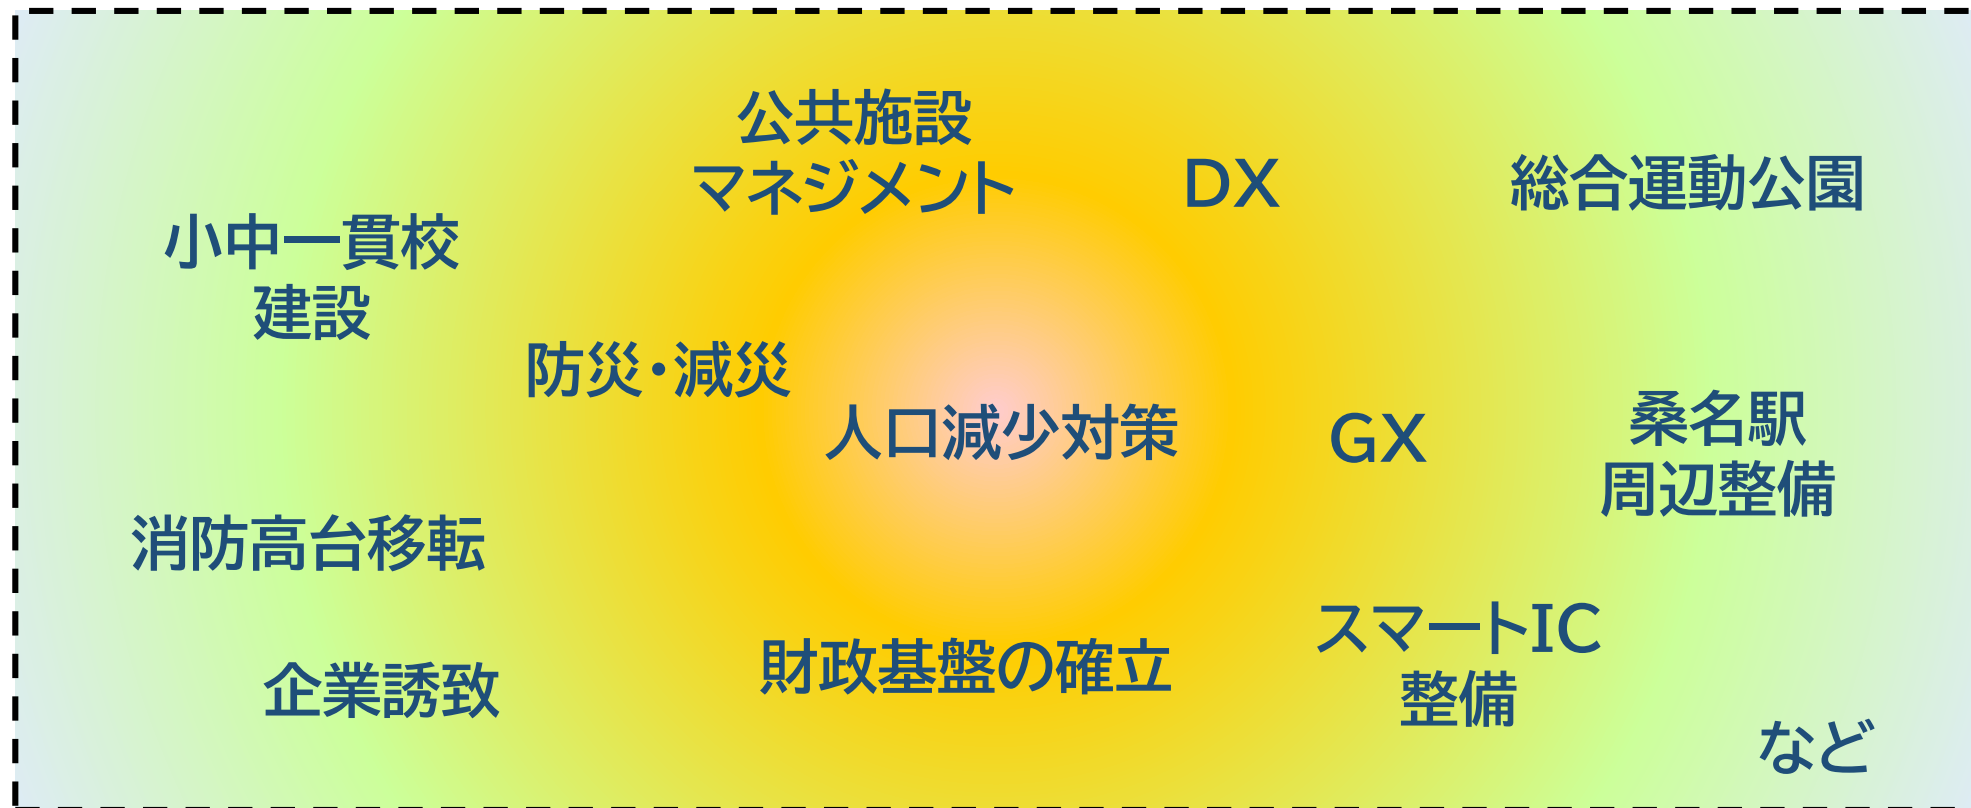 公共施設
マネジメント
DX
総合運動公園
小中一貫校
建設
防災・減災
人口減少対策
GX
桑名駅
周辺整備
消防高台移転
スマートIC
整備
財政基盤の確立
企業誘致
など